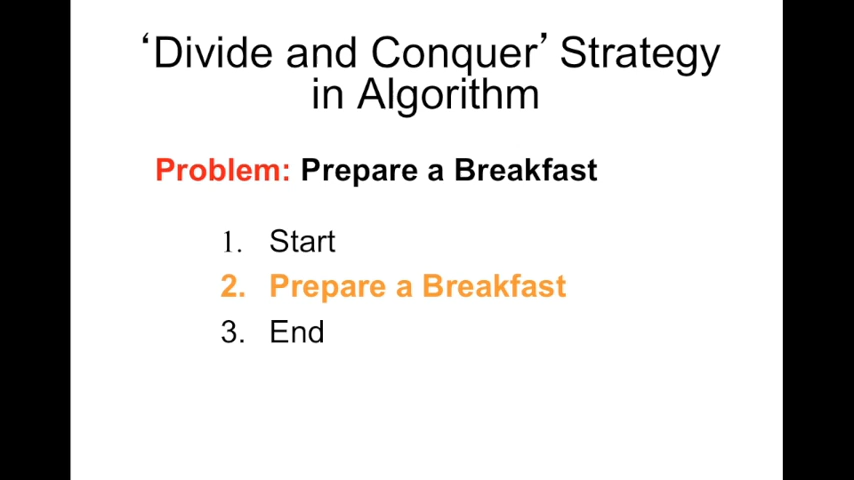 ‘Divide and Conquer’ Strategy
in Algorithm
Problem: Prepare a Breakfast
1. Start
2. Prepare a Breakfast
3. End